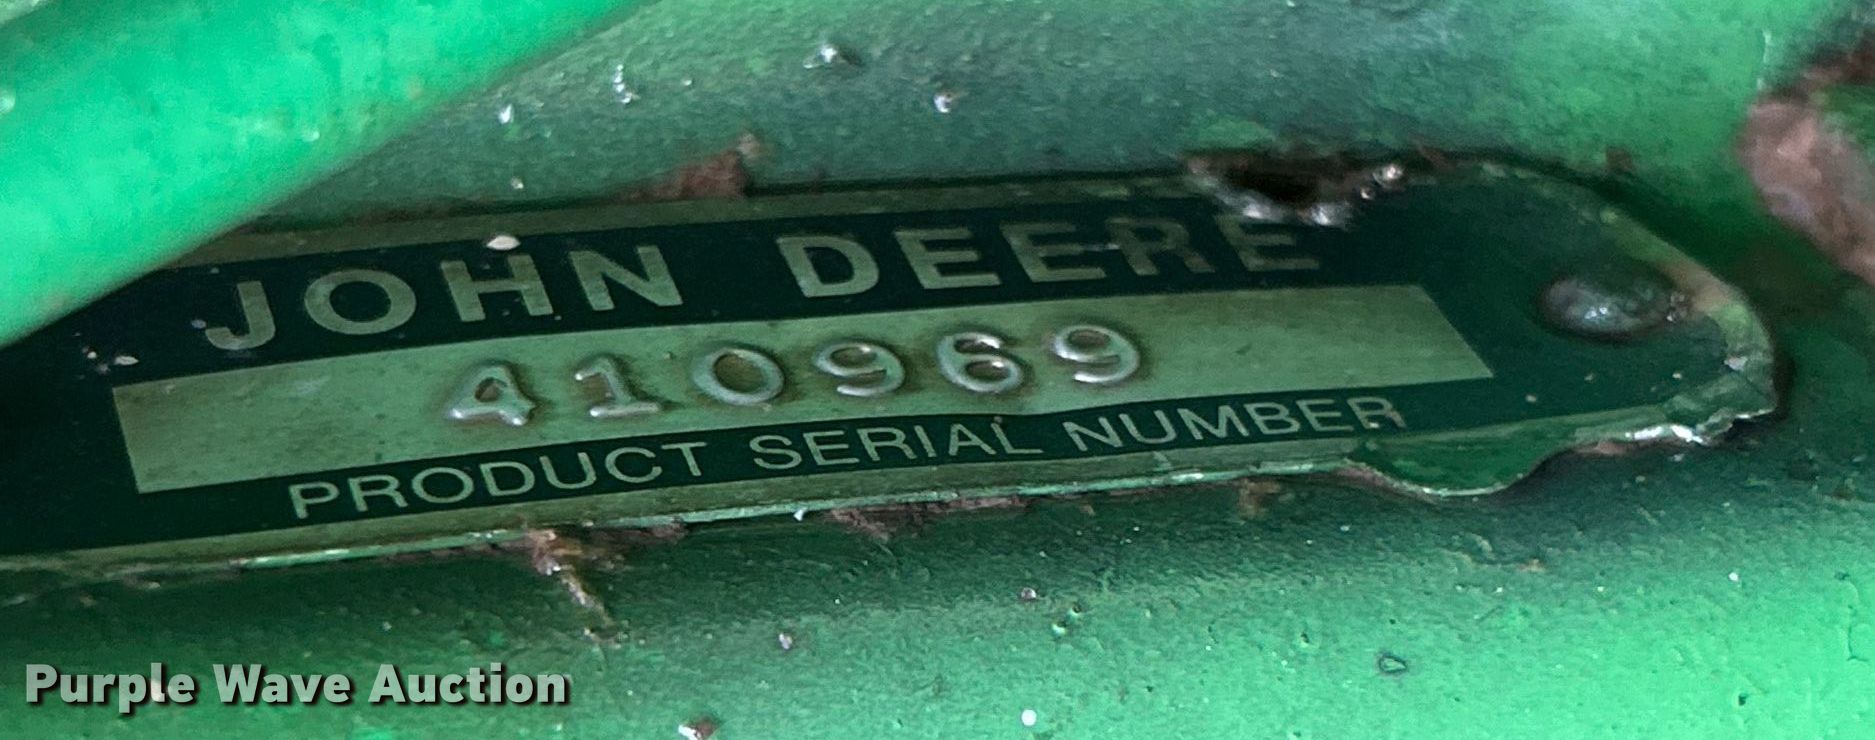 JOHN DEERE
410969
PRODUCT SERIAL NUMBER
Purple Wave Auction